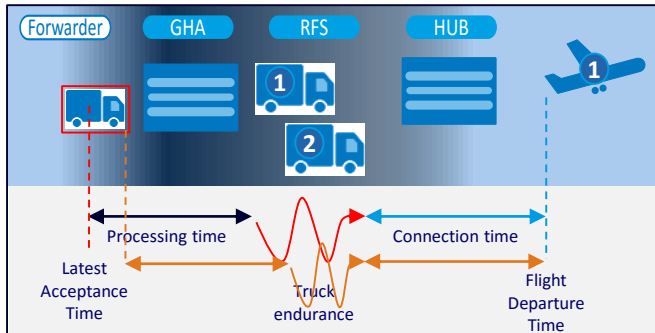 Forwarder
GHA
RFS
HUB
1
1
2
Processing time
Connection time
Latest
Acceptance
Time
Truck
endurance
Flight
Departure
Time